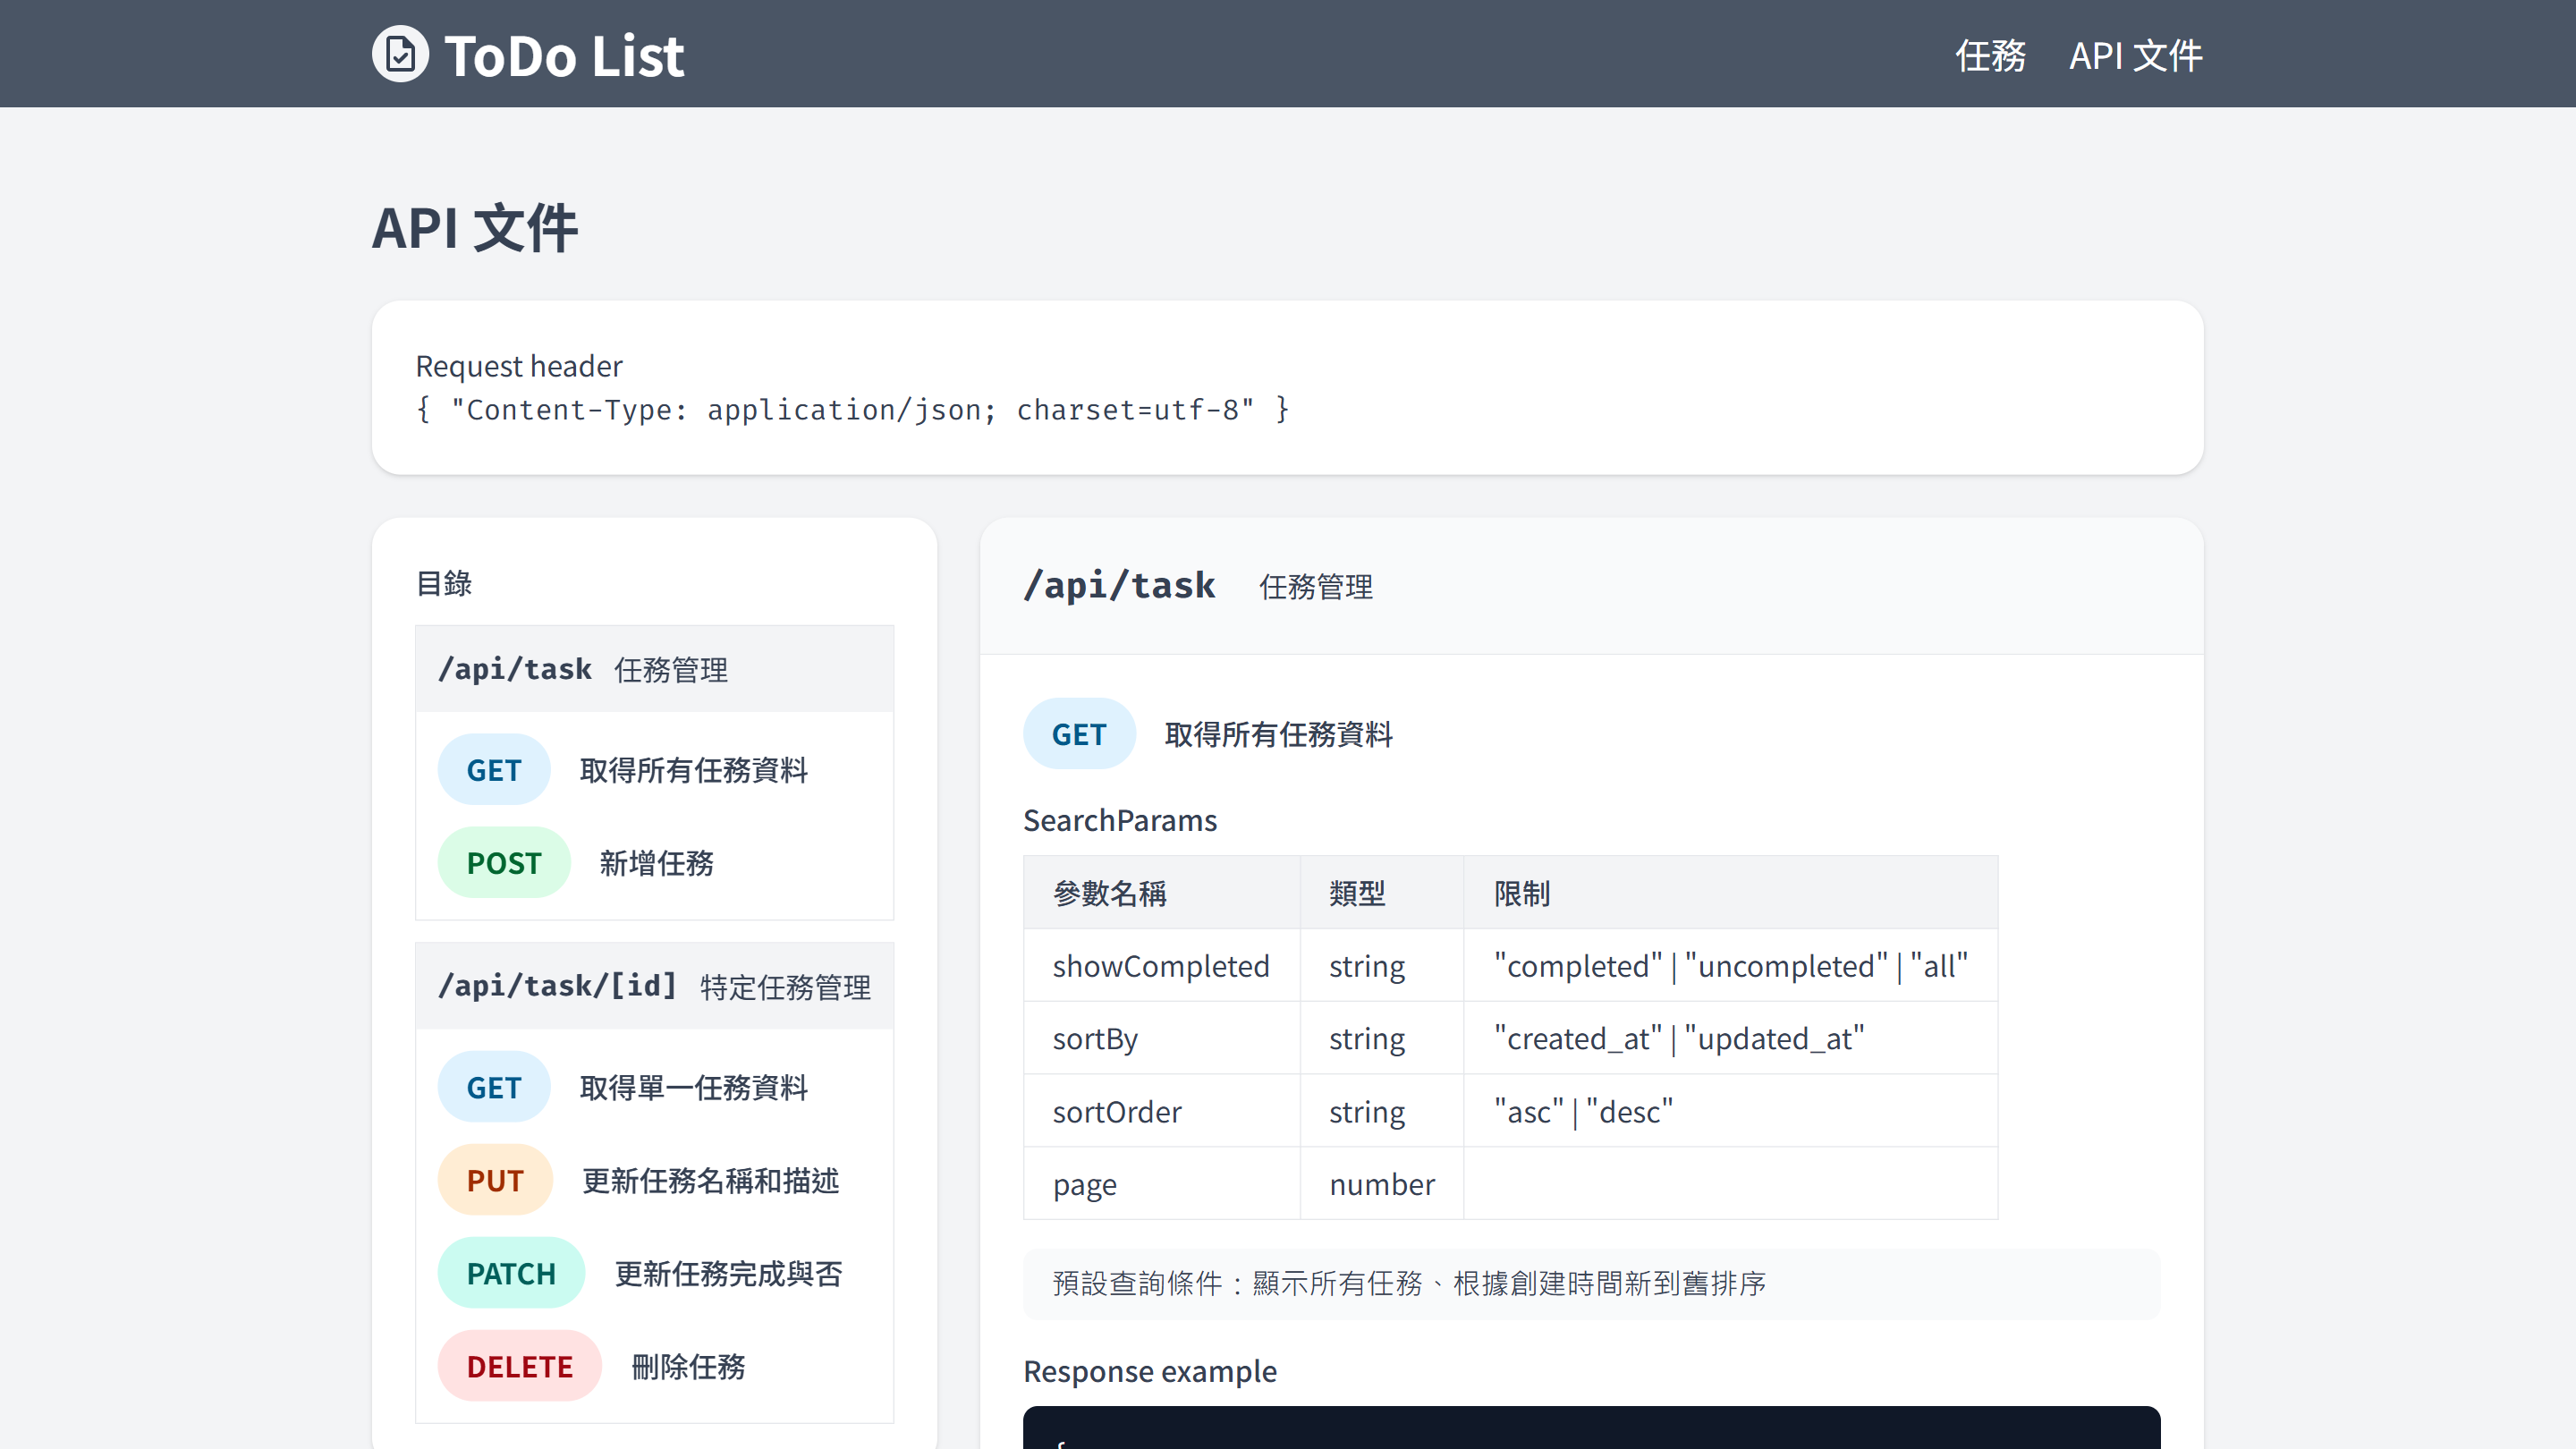 ToDo List
任務 API 文件
API 文件
Request header
{ "Content-Type: application/json; charset=utf-8" }
目錄
/api/task 任務管理
GET 取得所有任務資料
POST 新增任務
/api/task/[id] 特定任務管理
GET 取得單一任務資料
PUT 更新任務名稱和描述
PATCH 更新任務完成與否
DELETE 刪除任務
/api/task 任務管理
GET 取得所有任務資料
SearchParams
參數名稱 類型 限制
showCompleted string "completed" | "uncompleted" | "all"
sortBy string "created_at" | "updated_at"
sortOrder string "asc" | "desc"
page number
預設查詢條件：顯示所有任務、根據創建時間新到舊排序
Response example